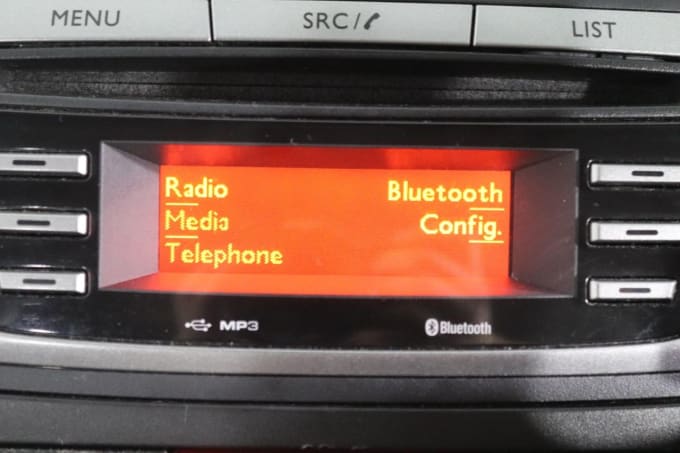 MENU
SRC/
LIST
Radio
Bluetooth
Media
Config.
Telephone
MP3
Bluetooth